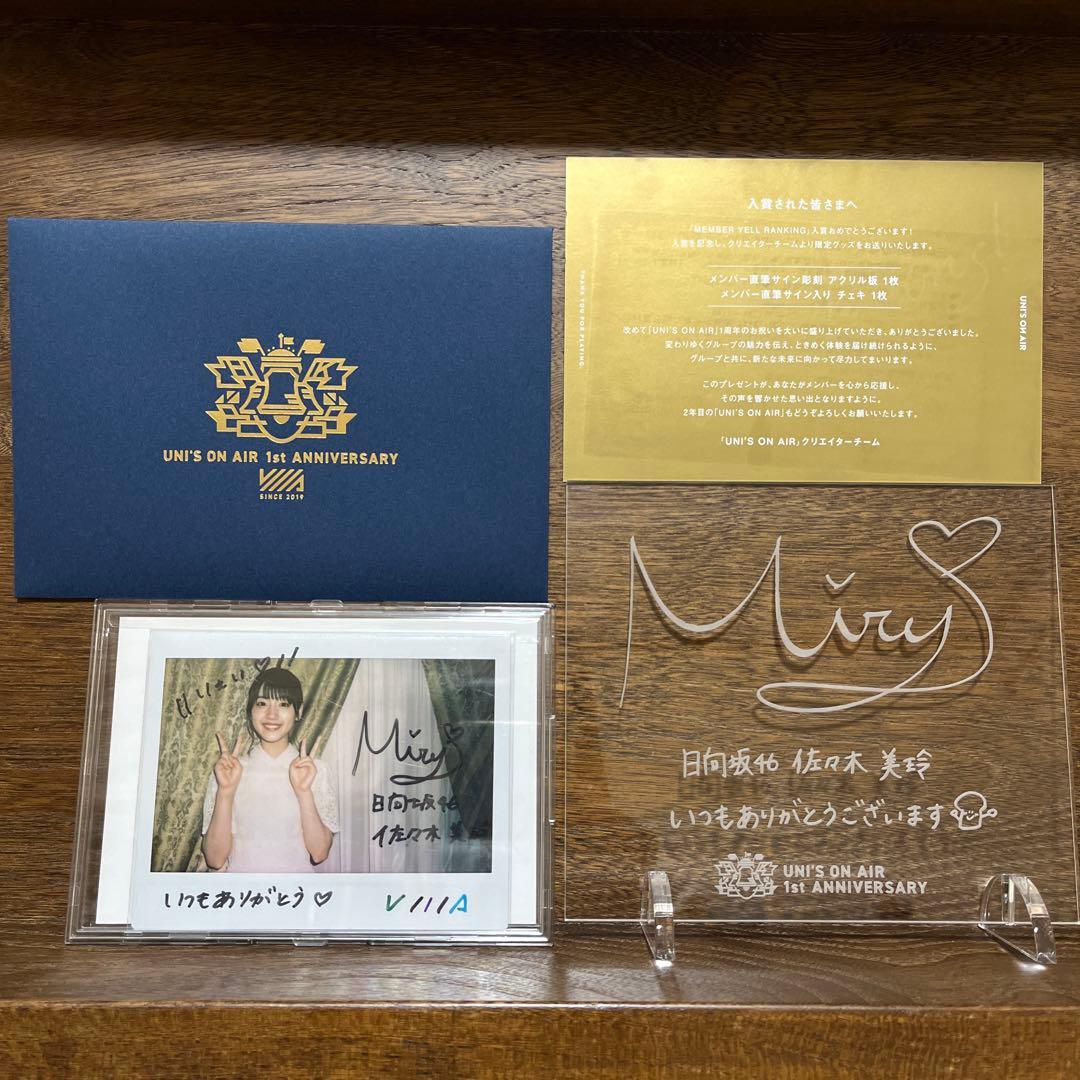 UNI'S ON AIR 1st ANNIVERSARY
SINCE 2019
入賞された皆さまへ
「MEMBER YELL RANKING」入賞おめでとうございます！
入賞を記念し、クリエイターチームより限定グッズをお送りいたします。
メンバー直筆サイン彫刻 アクリル板 1枚
メンバー直筆サイン入り チェキ 1枚
改めて「UNI'S ON AIR」1周年のお祝いを大いに盛り上げていただき、ありがとうございました。
変わりゆくグループの魅力を伝え、ときめく体験を届け続けられるように、
グループと共に、新たな未来に向かって尽力してまいります。
このプレゼントが、あなたがメンバーを心から応援し、
その声を響かせた思い出となりますように。
2年目の「UNI'S ON AIR」もどうぞよろしくお願いいたします。
「UNI'S ON AIR」クリエイターチーム
THANK YOU FOR PLAYING.
UNI'S ON AIR
Miry
日向坂46
佐々木 美玲
いつもありがとう♡
Miry
日向坂46 佐々木 美玲
いつもありがとうございます
UNI'S ON AIR
1st ANNIVERSARY